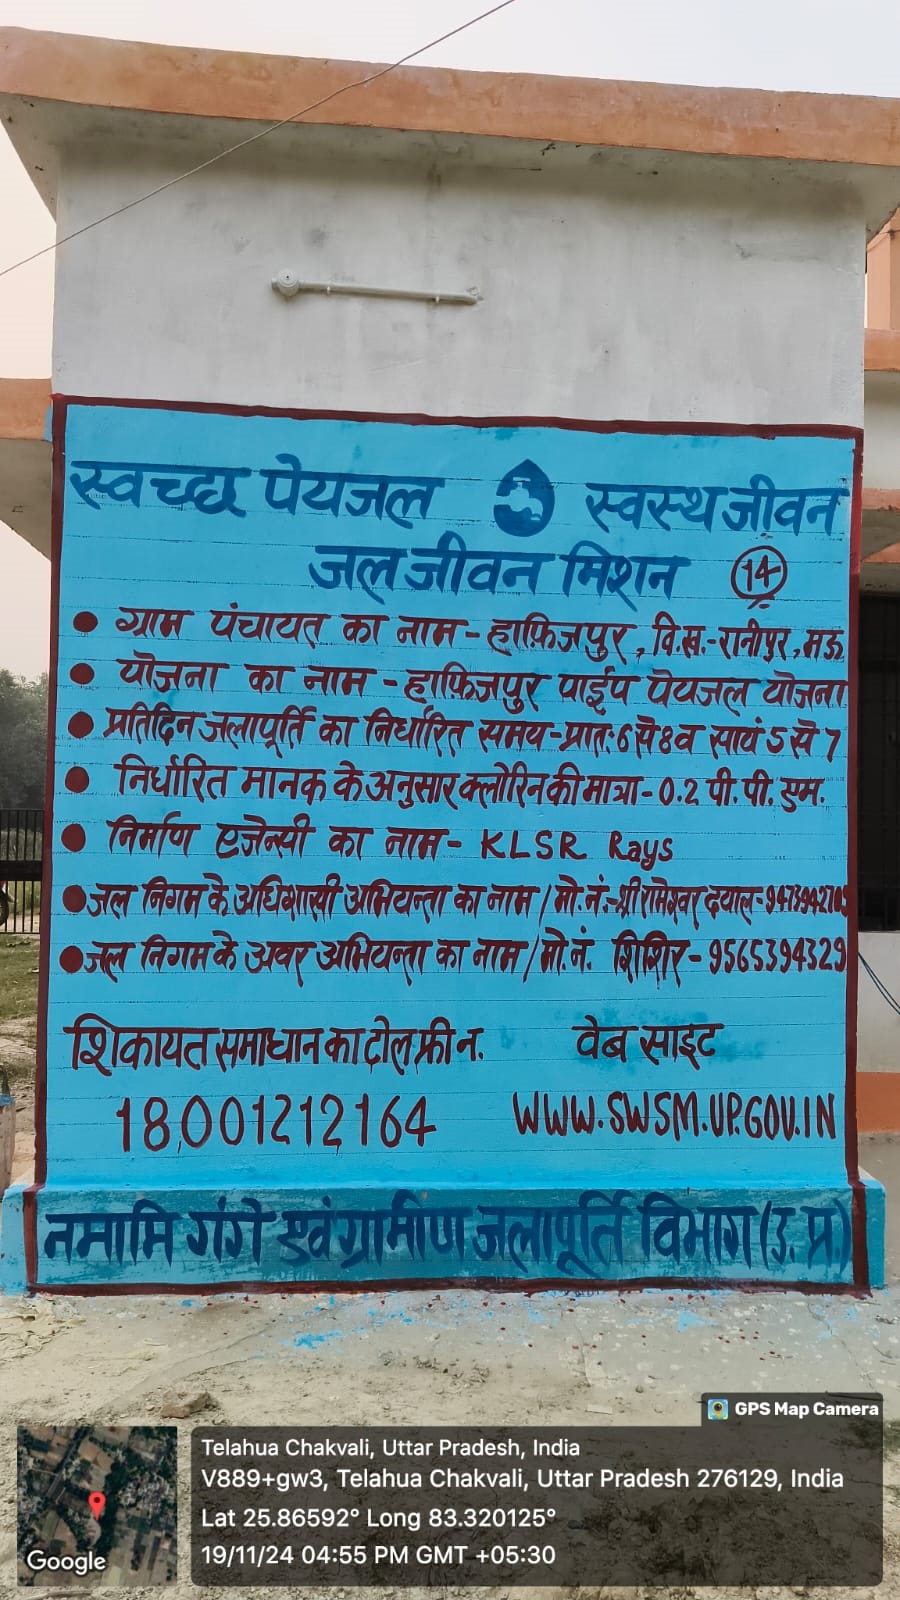 स्वच्छ पेयजल स्वस्थ जीवन
जल जीवन मिशन 14
● ग्राम पंचायत का नाम - हाफ़िजपुर, वि.ख.- रानीपुर, मऊ
● योजना का नाम - हाफ़िजपुर पाईप पेयजल योजना
● प्रतिदिन जलापूर्ति का निर्धारित समय - प्रात: 6 से 8 व सायं 5 से 7
● निर्धारित मानक के अनुसार क्लोरिन की मात्रा - 0.2 पी. पी. एम.
● निर्माण एजेन्सी का नाम - KLSR Rays
● जल निगम के अधिशासी अभियन्ता का नाम / मो. नं. - श्री रामेश्वर दयाल -
● जल निगम के अवर अभियन्ता का नाम / मो. नं. शिशिर - 9565394329
शिकायत समाधान का टोल फ्री न. वेब साइट
18001212164 WWW.SWSM.UP.GOV.IN
नमामि गंगे एवं ग्रामीण जलापूर्ति विभाग (उ. प्र.)
GPS Map Camera
Telahua Chakvali, Uttar Pradesh, India
V889+gw3, Telahua Chakvali, Uttar Pradesh 276129, India
Lat 25.86592° Long 83.320125°
19/11/24 04:55 PM GMT +05:30
Google